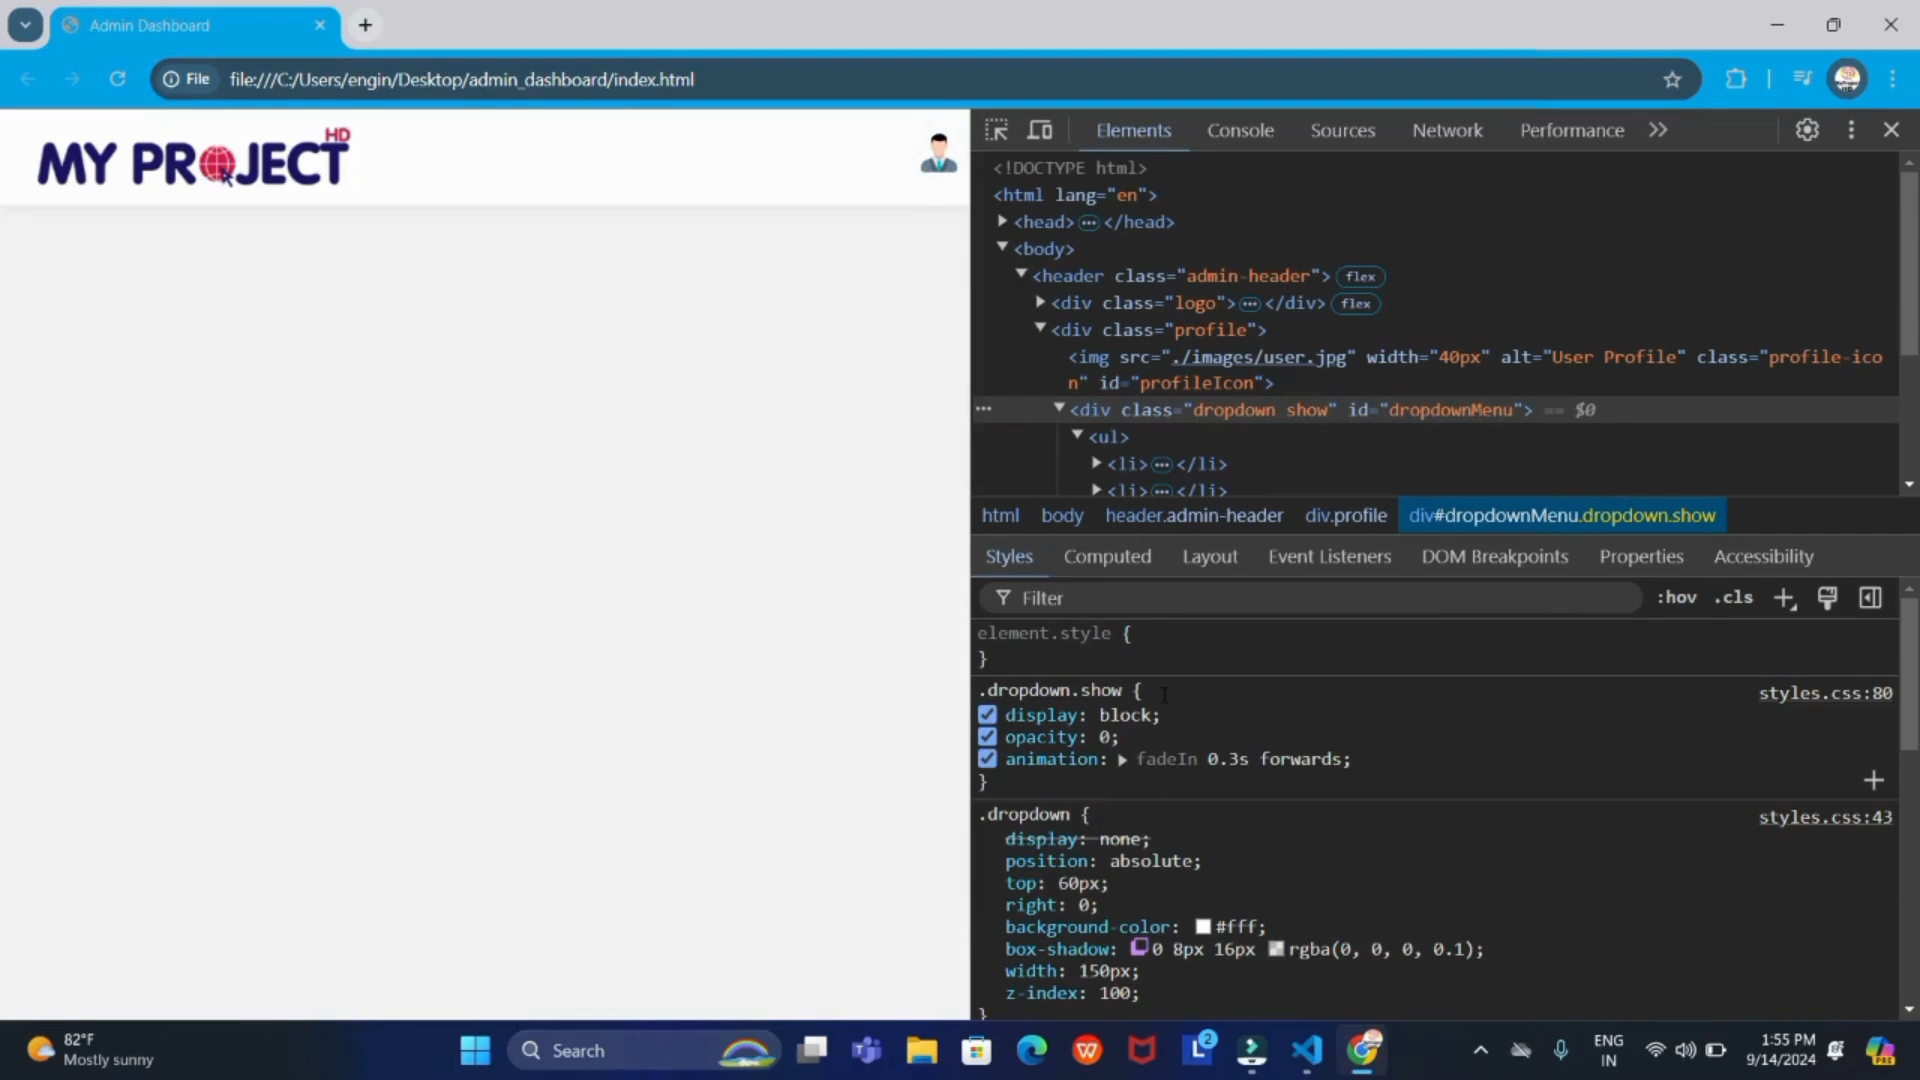 Admin Dashboard
File file:///C:/Users/engin/Desktop/admin_dashboard/index.html
MY PROJECT HD
Elements Console Sources Network Performance
<!DOCTYPE html>
<html lang="en">
<head> ••• </head>
<body>
<header class="admin-header"> flex
<div class="logo"> ••• </div> flex
<div class="profile">
<img src="./images/user.jpg" width="40px" alt="User Profile" class="profile-ico
n" id="profileIcon">
••• <div class="dropdown show" id="dropdownMenu"> == $0
<ul>
<li> ••• </li>
<li> ••• </li>
html body header.admin-header div.profile div#dropdownMenu.dropdown.show
Styles Computed Layout Event Listeners DOM Breakpoints Properties Accessibility
Filter :hov .cls
element.style {
}
.dropdown.show { styles.css:80
display: block;
opacity: 0;
animation: fadeIn 0.3s forwards;
}
.dropdown { styles.css:43
display: none;
position: absolute;
top: 60px;
right: 0;
background-color: #fff;
box-shadow: 0 8px 16px rgba(0, 0, 0, 0.1);
width: 150px;
z-index: 100;
}
82°F
Mostly sunny
Search
2
ENG
IN
1:55 PM
9/14/2024
PRE